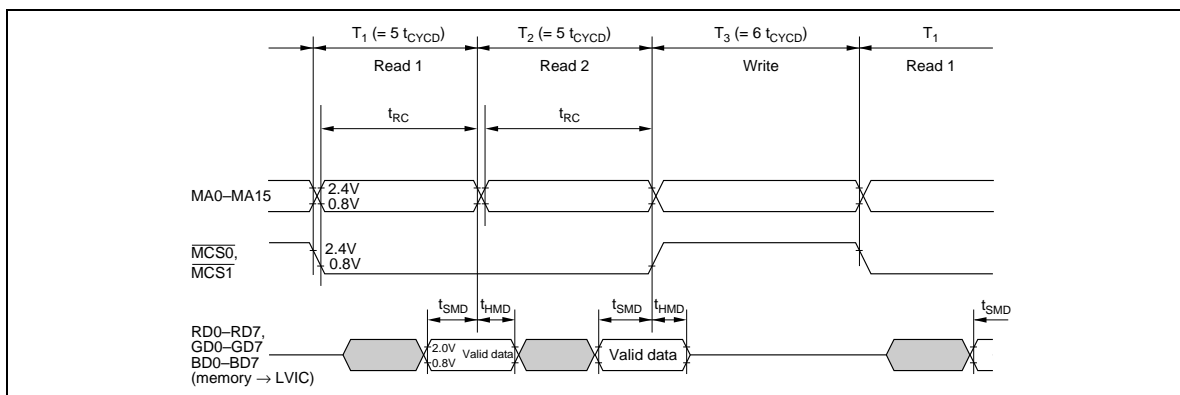 T1 (= 5 tCYCD) T2 (= 5 tCYCD) T3 (= 6 tCYCD) T1
Read 1 Read 2 Write Read 1
tRC tRC
MA0–MA15 2.4V
0.8V
MCS0, 2.4V
MCS1 0.8V
tSMD tHMD tSMD tHMD tSMD
RD0–RD7,
GD0–GD7 2.0V Valid data Valid data
BD0–BD7 0.8V
(memory → LVIC)